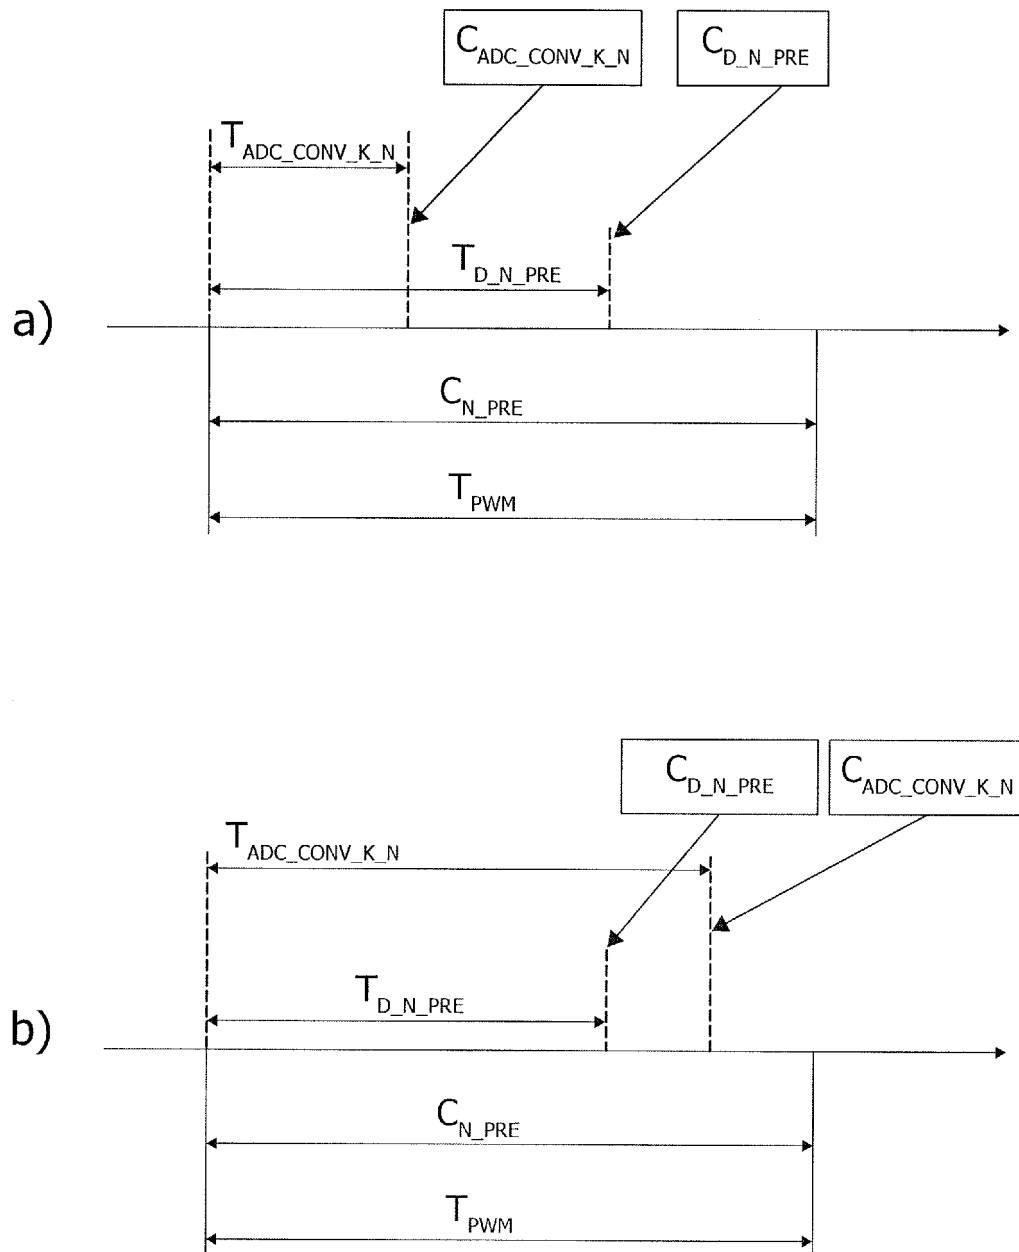 C_ADC_CONV_K_N
C_D_N_PRE
T_ADC_CONV_K_N
T_D_N_PRE
a)
C_N_PRE
T_PWM
C_D_N_PRE
C_ADC_CONV_K_N
T_ADC_CONV_K_N
T_D_N_PRE
b)
C_N_PRE
T_PWM